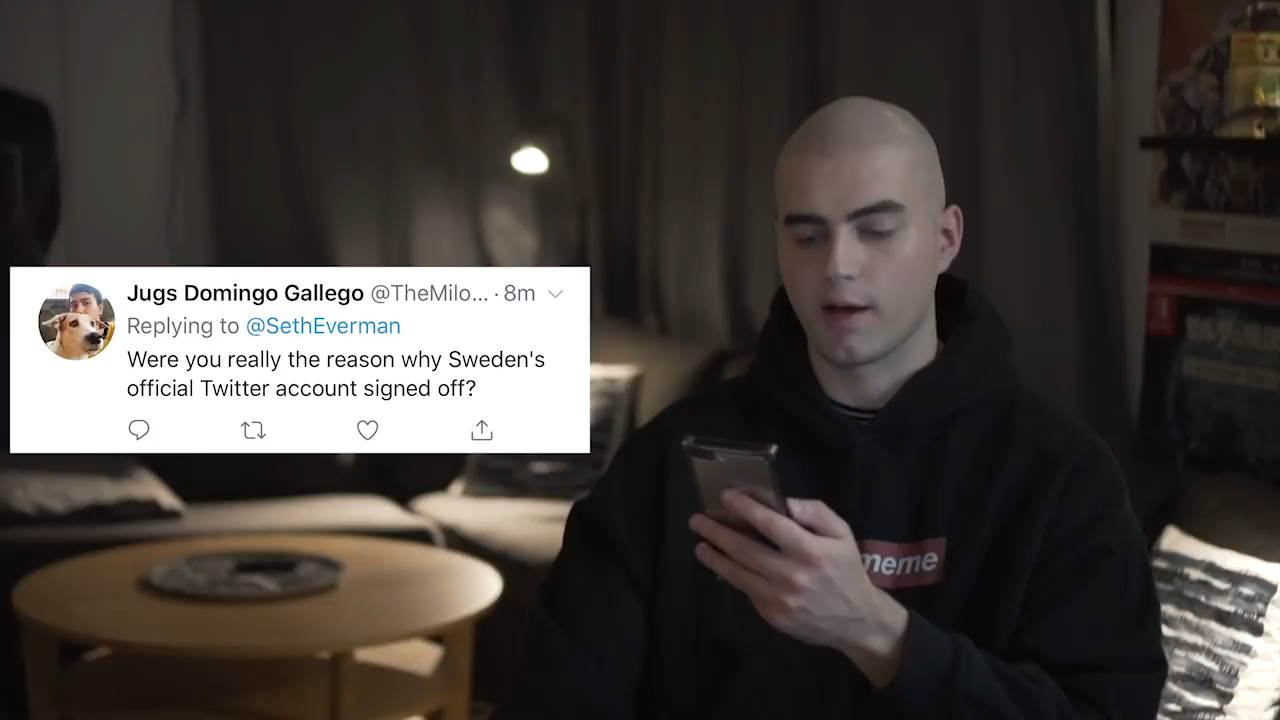 Jugs Domingo Gallego @TheMilo... · 8m
Replying to @SethEverman
Were you really the reason why Sweden's
official Twitter account signed off?
meme